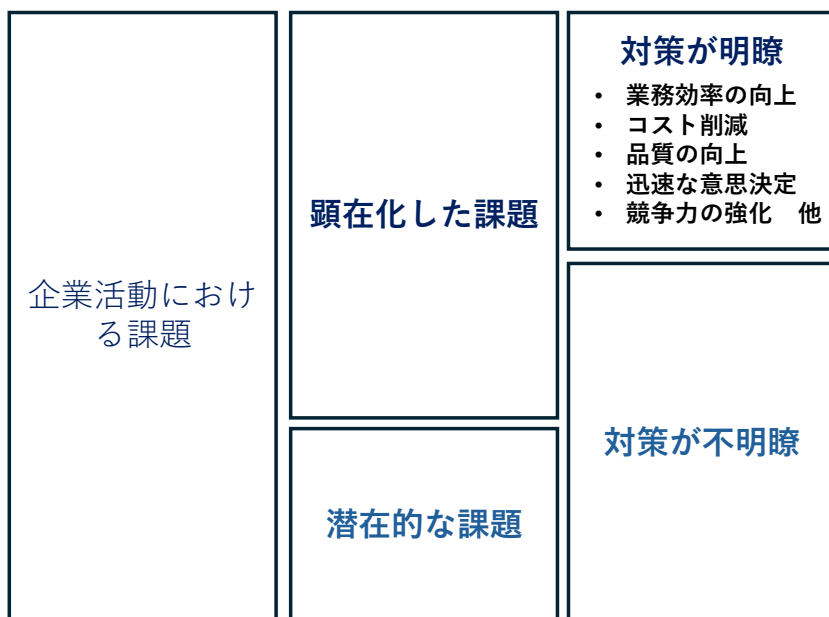 企業活動におけ
る課題
顕在化した課題
潜在的な課題
対策が明瞭
• 業務効率の向上
• コスト削減
• 品質の向上
• 迅速な意思決定
• 競争力の強化　他
対策が不明瞭